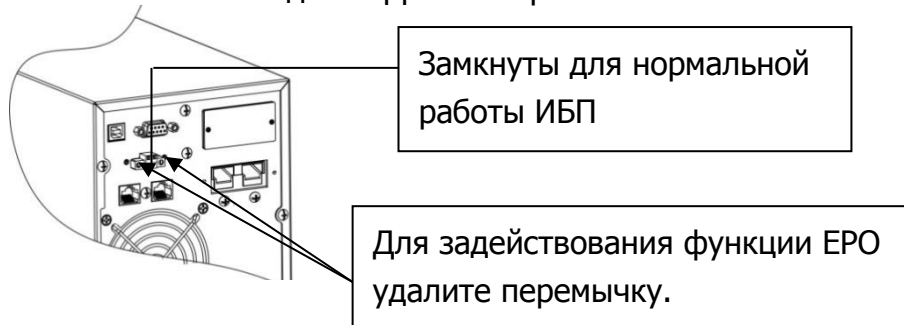 Замкнуты для нормальной
работы ИБП
Для задействования функции EPO
удалите перемычку.